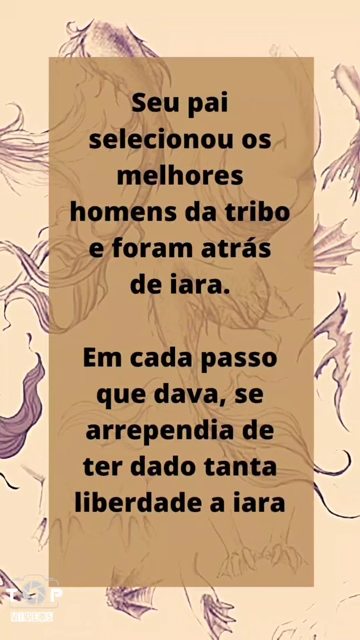 Seu pai
selecionou os
melhores
homens da tribo
e foram atrás
de iara.
Em cada passo
que dava, se
arrependia de
ter dado tanta
liberdade a iara
TOP